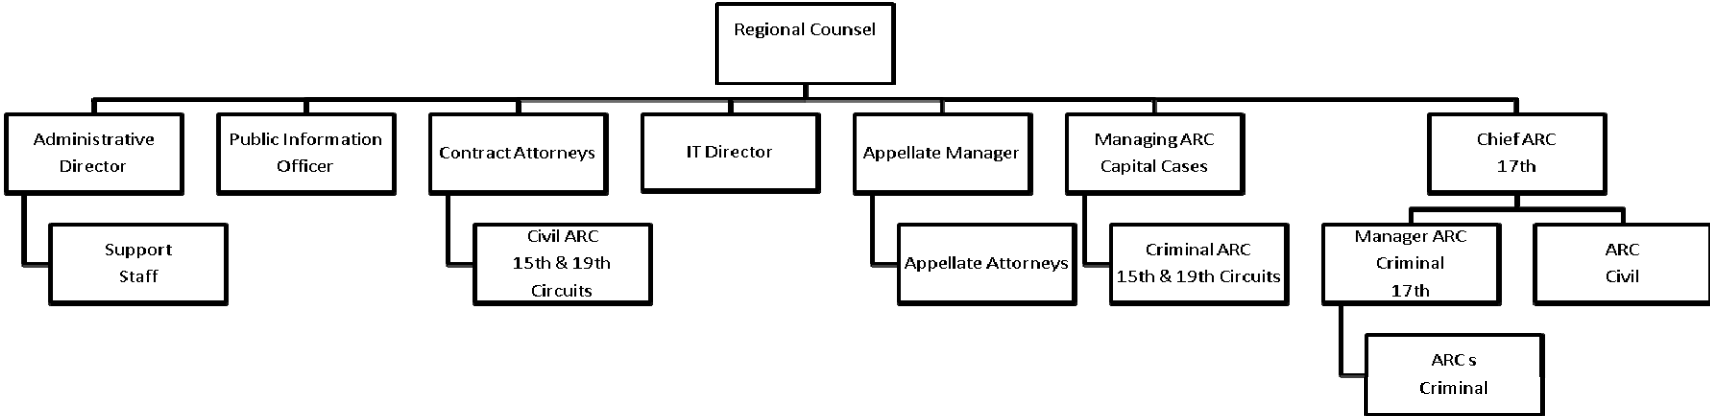 Regional Counsel
Administrative
Director
Public Information
Officer
Contract Attorneys
IT Director
Appellate Manager
Managing ARC
Capital Cases
Chief ARC
17th
Support
Staff
Civil ARC
15th & 19th
Circuits
Appellate Attorneys
Criminal ARC
15th & 19th Circuits
Manager ARC
Criminal
17th
ARC
Civil
ARC s
Criminal